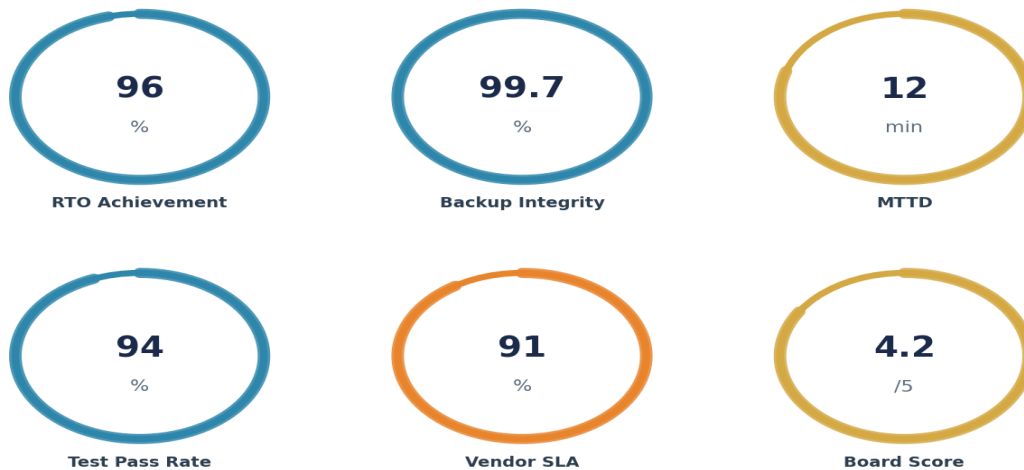 96
%
RTO Achievement
99.7
%
Backup Integrity
12
min
MTTD
94
%
Test Pass Rate
91
%
Vendor SLA
4.2
/5
Board Score